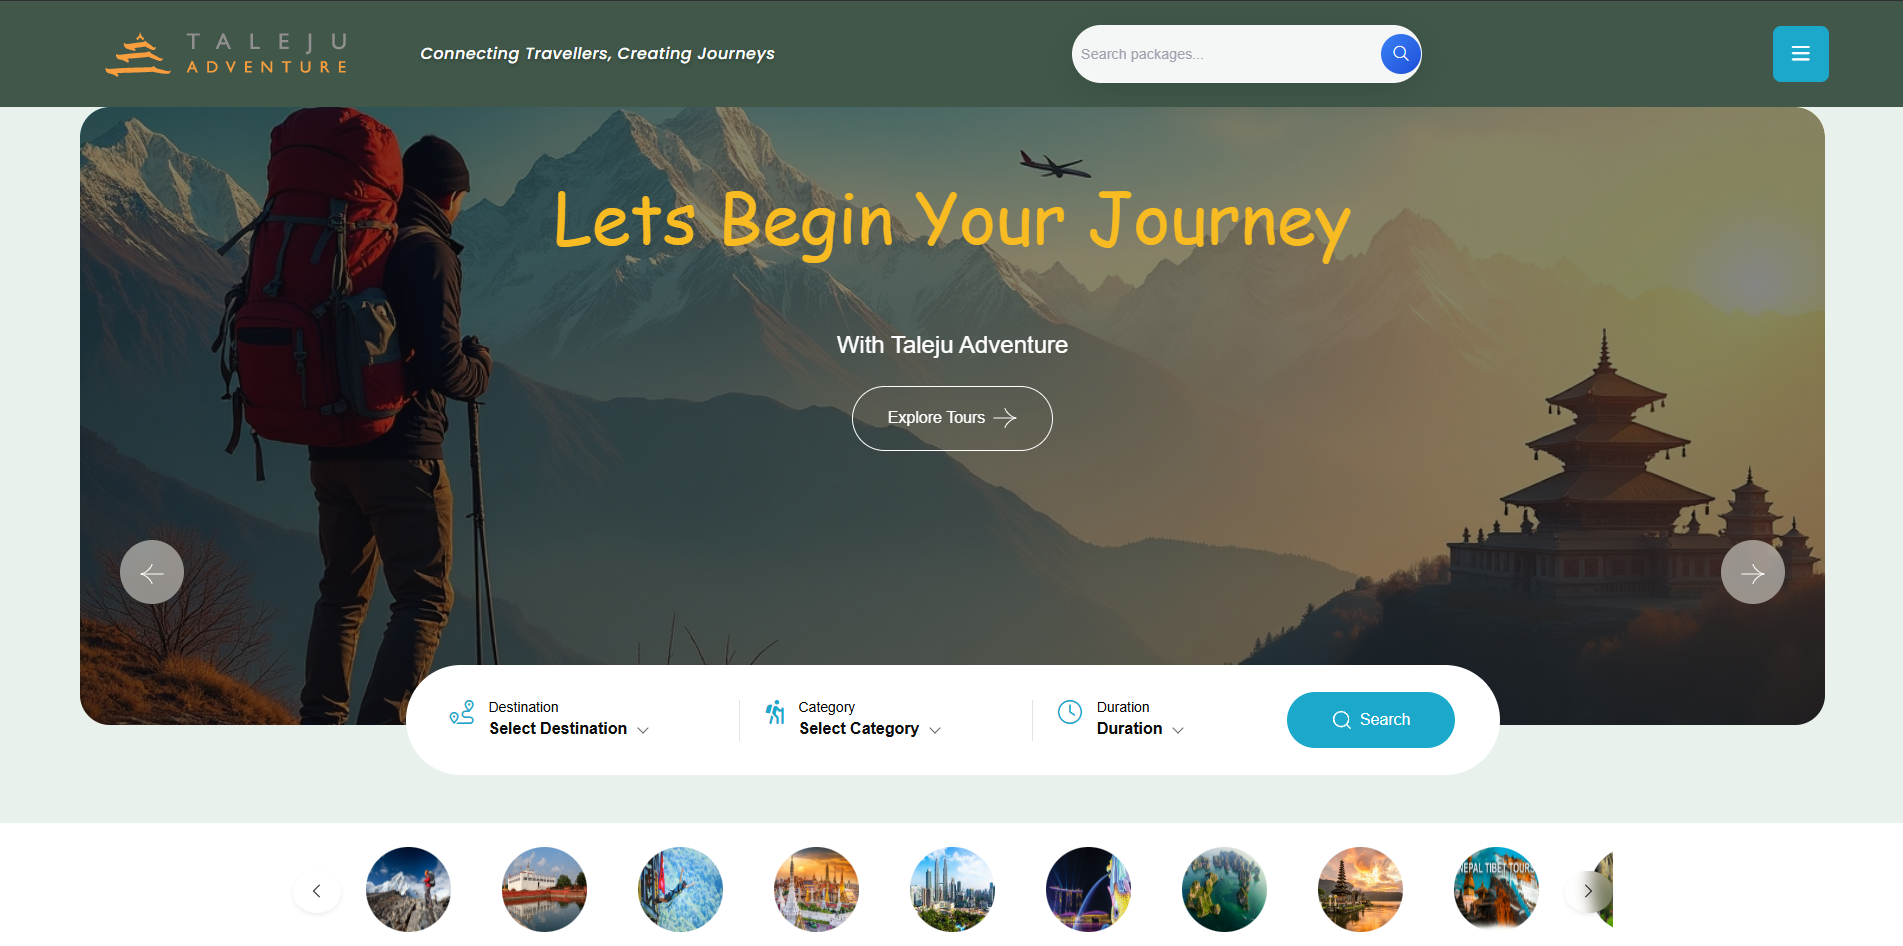 TALEJU
ADVENTURE
Connecting Travellers, Creating Journeys
Search packages...
Lets Begin Your Journey
With Taleju Adventure
Explore Tours
Destination
Select Destination
Category
Select Category
Duration
Duration
Search
NEPAL TIBET TOURS